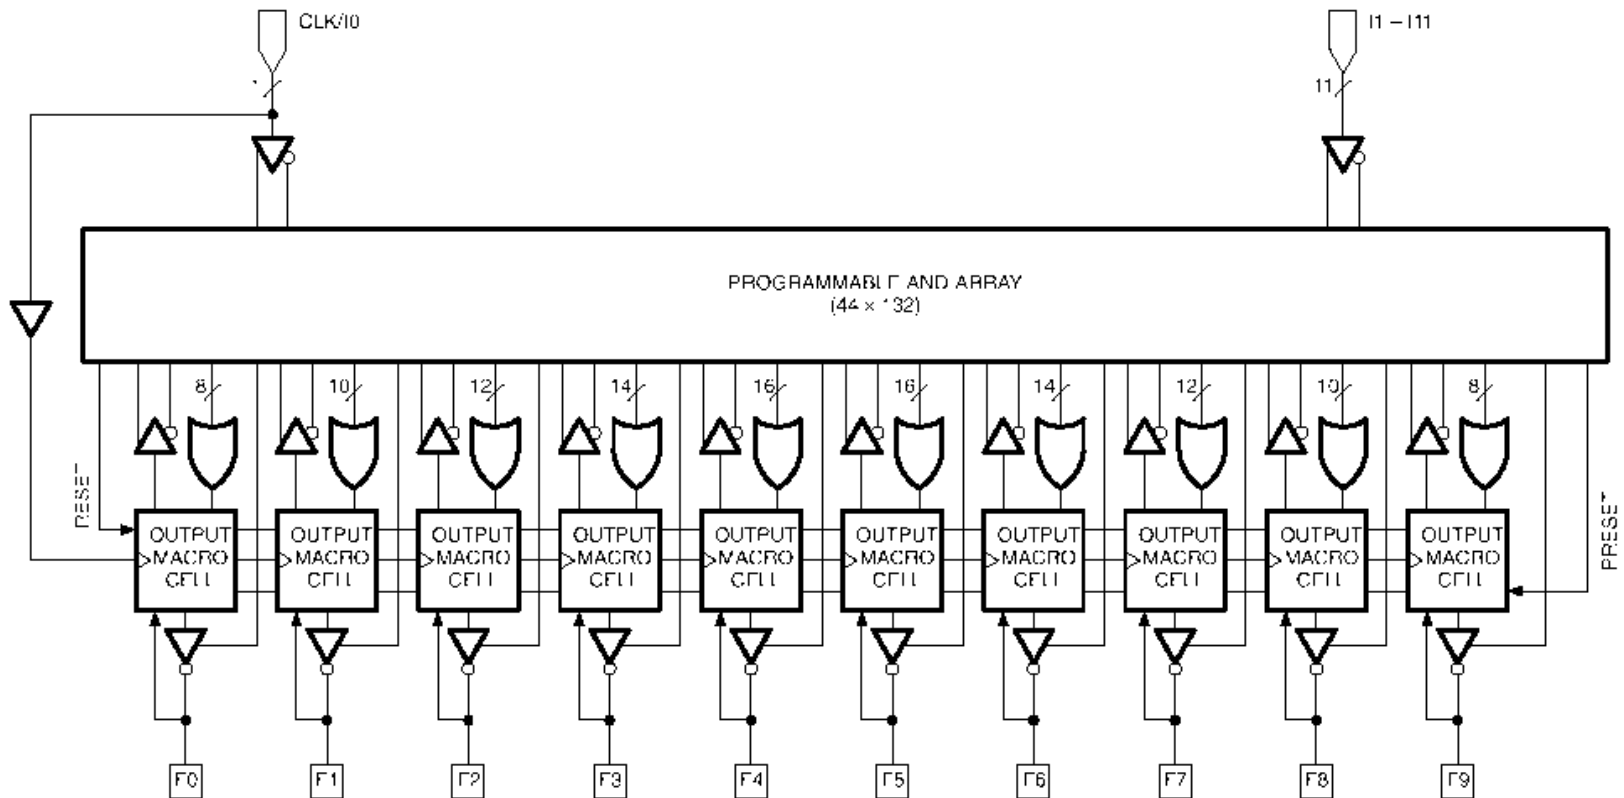 CLK/I0
I1 – I11
1
11
PROGRAMMABLE AND ARRAY
(44 × 132)
8
10
12
14
16
16
14
12
10
8
RESET
PRESET
OUTPUT
MACRO
CELL
OUTPUT
MACRO
CELL
OUTPUT
MACRO
CELL
OUTPUT
MACRO
CELL
OUTPUT
MACRO
CELL
OUTPUT
MACRO
CELL
OUTPUT
MACRO
CELL
OUTPUT
MACRO
CELL
OUTPUT
MACRO
CELL
OUTPUT
MACRO
CELL
F0
F1
F2
F3
F4
F5
F6
F7
F8
F9